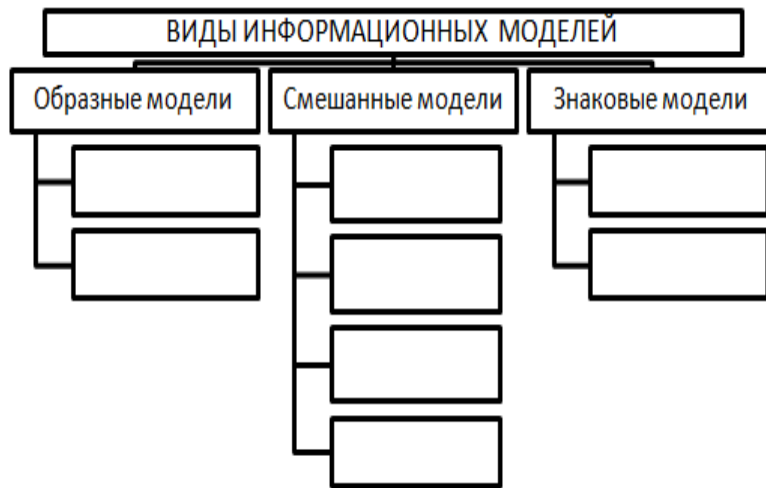 ВИДЫ ИНФОРМАЦИОННЫХ МОДЕЛЕЙ
Образные модели
Смешанные модели
Знаковые модели